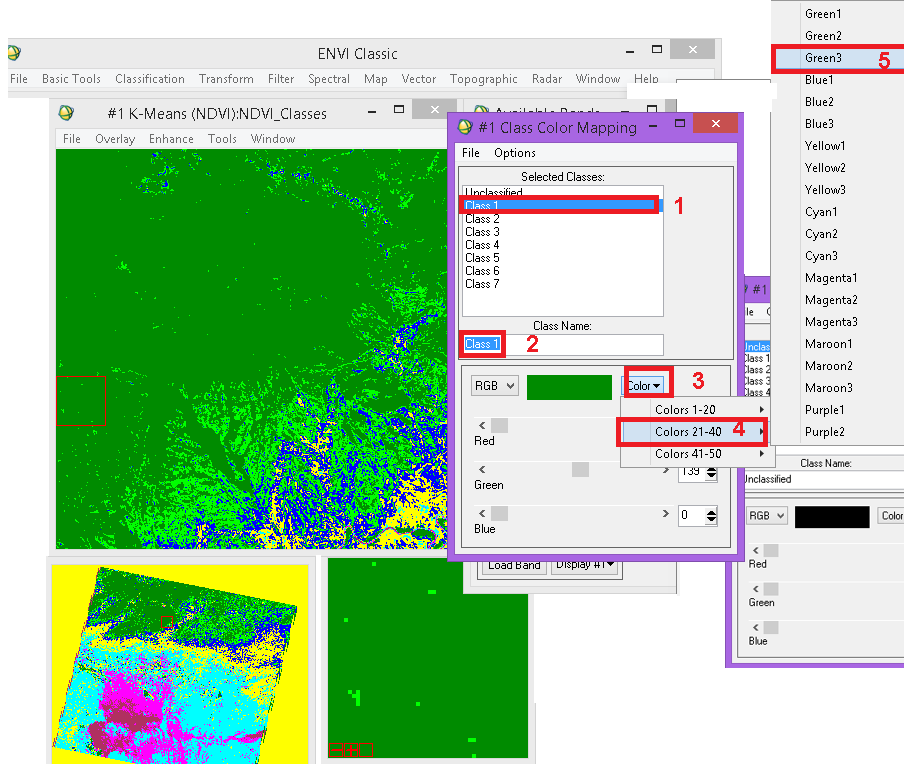 ENVI Classic
File Basic Tools Classification Transform Filter Spectral Map Vector Topographic Radar Window Help
#1 K-Means (NDVI):NDVI_Classes
File Overlay Enhance Tools Window
Available Bands
#1 Class Color Mapping
File Options
Selected Classes:
Unclassified
Class 1
1
Class 2
Class 3
Class 4
Class 5
Class 6
Class 7
Class Name:
Class 1
2
RGB
Color
3
Colors 1-20
Colors 21-40
4
Colors 41-50
Red
Green
139
Blue
0
Load Band
Display #1
Green1
Green2
Green3
5
Blue1
Blue2
Blue3
Yellow1
Yellow2
Yellow3
Cyan1
Cyan2
Cyan3
Magenta1
Magenta2
Magenta3
Maroon1
Maroon2
Maroon3
Purple1
Purple2
#1
Class 1
Class 2
Class 3
Class 4
Class Name:
Unclassified
RGB
Color
Red
Green
Blue